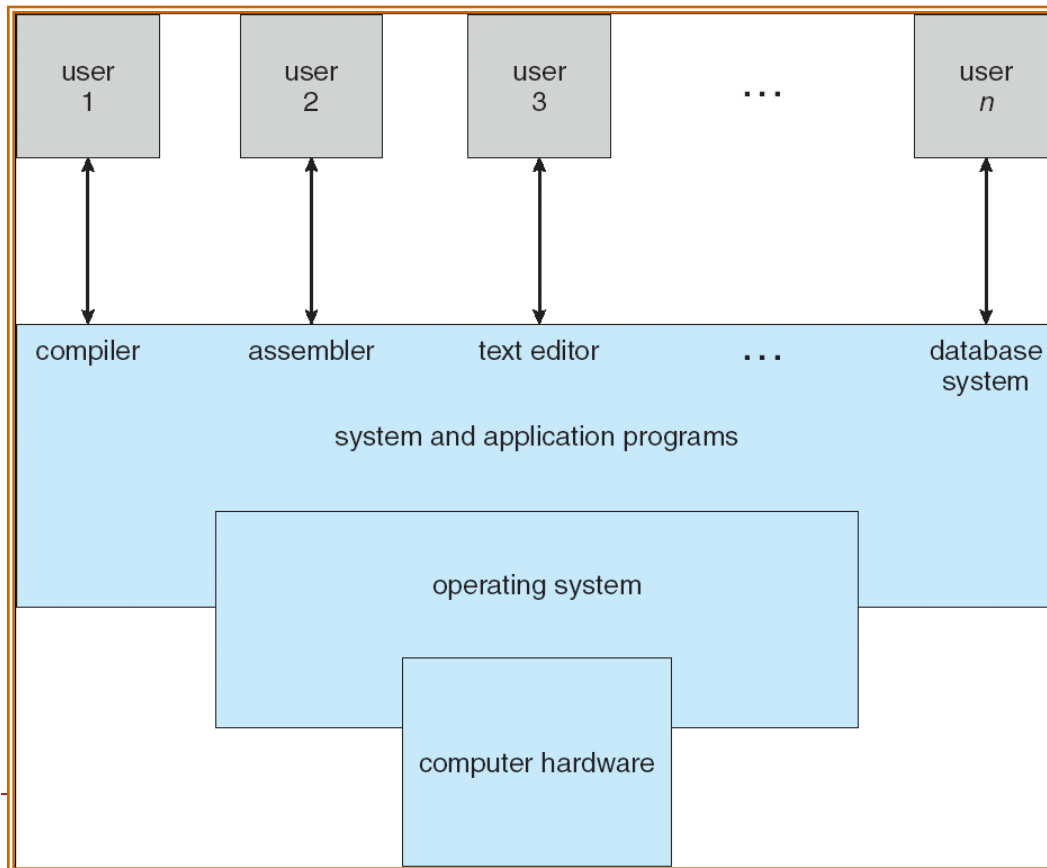 user
1
user
2
user
3
...
user
n
compiler
assembler
text editor
...
database
system
system and application programs
operating system
computer hardware